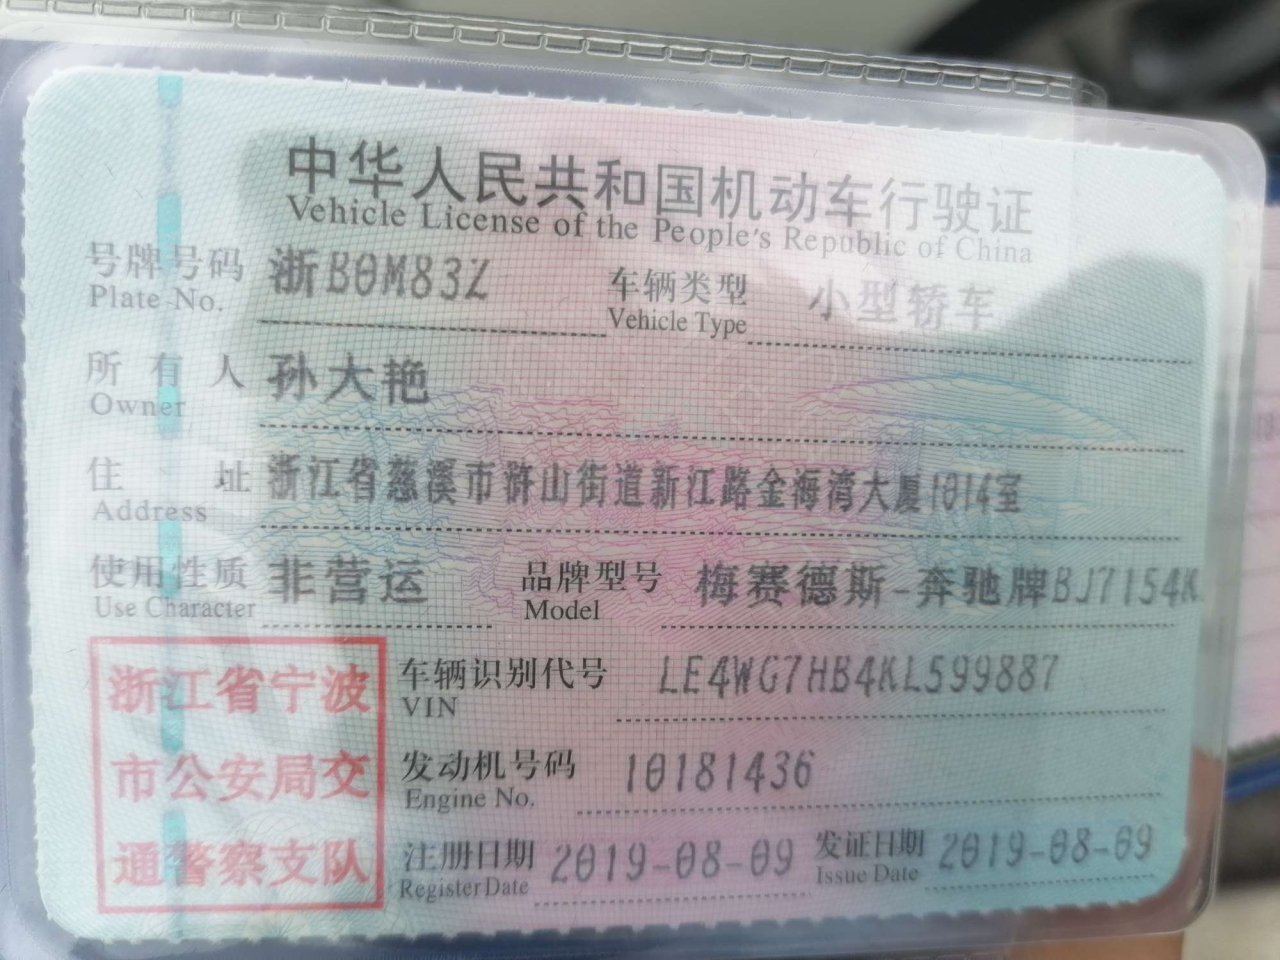 中华人民共和国机动车行驶证
Vehicle License of the People's Republic of China
号牌号码 浙B0M83Z 车辆类型 小型轿车
Plate No. Vehicle Type
所有人 孙大艳
Owner
住址 浙江省慈溪市浒山街道新江路金海湾大厦1014室
Address
使用性质 非营运 品牌型号 梅赛德斯-奔驰牌BJ7154K
Use Character Model
浙江省宁波
市公安局交
通警察支队
车辆识别代号 LE4WG7HB4KL599887
VIN
发动机号码 10181436
Engine No.
注册日期 2019-08-09 发证日期 2019-08-09
Register Date Issue Date